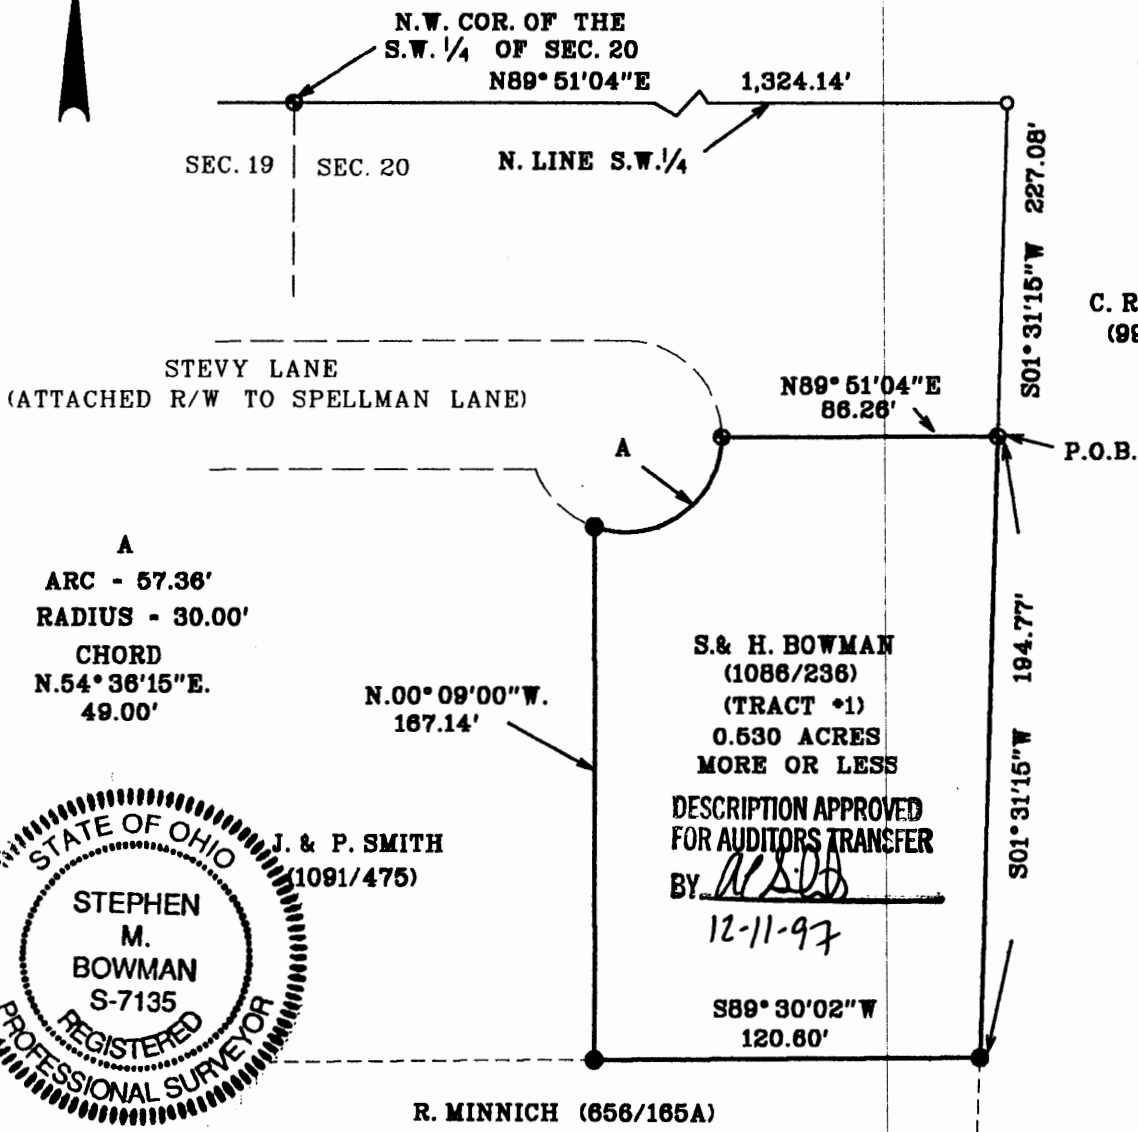 N.W. COR. OF THE
S.W. 1/4 OF SEC. 20
N89°51'04"E 1,324.14'
SEC. 19 SEC. 20
N. LINE S.W. 1/4
S01°31'15"W 227.08'
C. R
(99
STEVY LANE
(ATTACHED R/W TO SPELLMAN LANE)
N89°51'04"E
86.26'
A
P.O.B.
A
ARC - 57.36'
RADIUS - 30.00'
CHORD
N.54°36'15"E.
49.00'
N.00°09'00"W.
167.14'
S.& H. BOWMAN
(1086/236)
(TRACT #1)
0.530 ACRES
MORE OR LESS
S01°31'15"W 194.77'
DESCRIPTION APPROVED
FOR AUDITORS TRANSFER
BY
12-11-97
J. & P. SMITH
(1091/475)
STATE OF OHIO
STEPHEN
M.
BOWMAN
S-7135
REGISTERED
PROFESSIONAL SURVEYOR
S89°30'02"W
120.60'
R. MINNICH (656/165A)